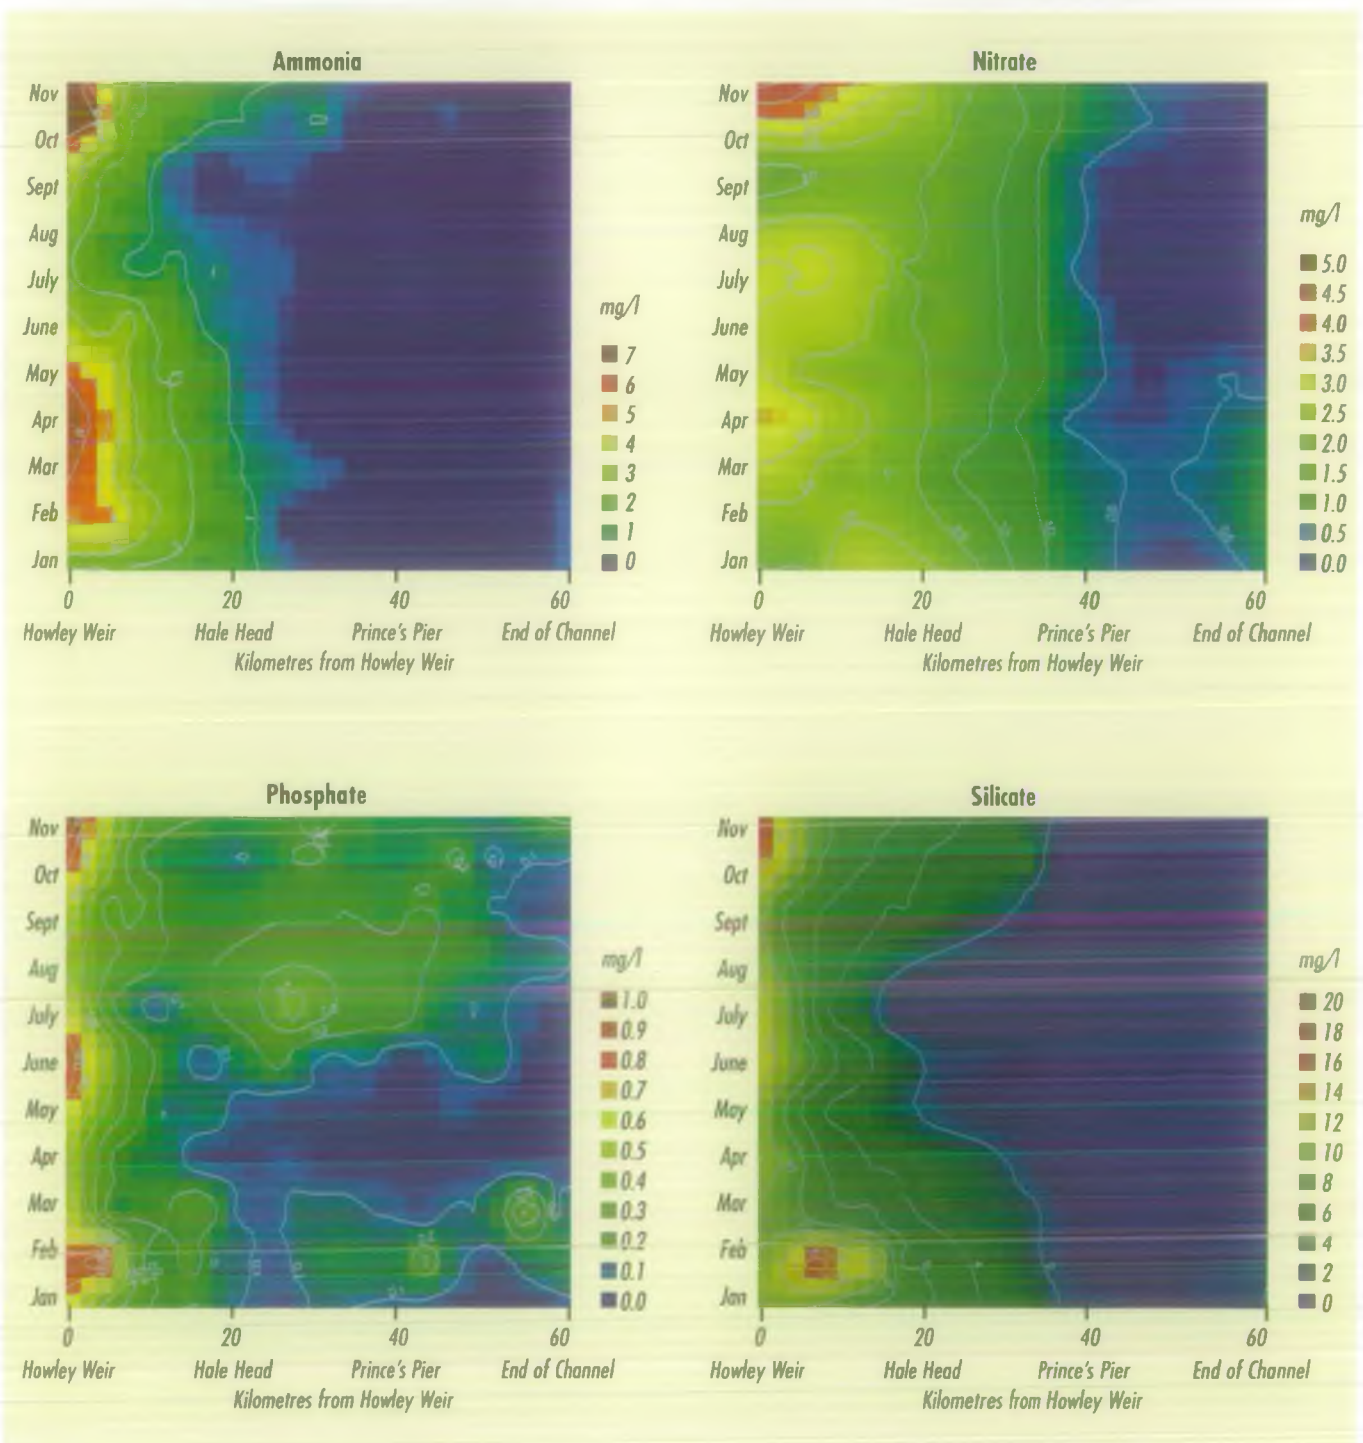 Ammonia
Nov
Oct
Sept
Aug
July
June
May
Apr
Mar
Feb
Jan
0 20 40 60
Howley Weir Hale Head Prince's Pier End of Channel
Kilometres from Howley Weir
mg/l
7
6
5
4
3
2
1
0
Nitrate
Nov
Oct
Sept
Aug
July
June
May
Apr
Mar
Feb
Jan
0 20 40 60
Howley Weir Hale Head Prince's Pier End of Channel
Kilometres from Howley Weir
mg/l
5.0
4.5
4.0
3.5
3.0
2.5
2.0
1.5
1.0
0.5
0.0
Phosphate
Nov
Oct
Sept
Aug
July
June
May
Apr
Mar
Feb
Jan
0 20 40 60
Howley Weir Hale Head Prince's Pier End of Channel
Kilometres from Howley Weir
mg/l
1.0
0.9
0.8
0.7
0.6
0.5
0.4
0.3
0.2
0.1
0.0
Silicate
Nov
Oct
Sept
Aug
July
June
May
Apr
Mar
Feb
Jan
0 20 40 60
Howley Weir Hale Head Prince's Pier End of Channel
Kilometres from Howley Weir
mg/l
20
18
16
14
12
10
8
6
4
2
0